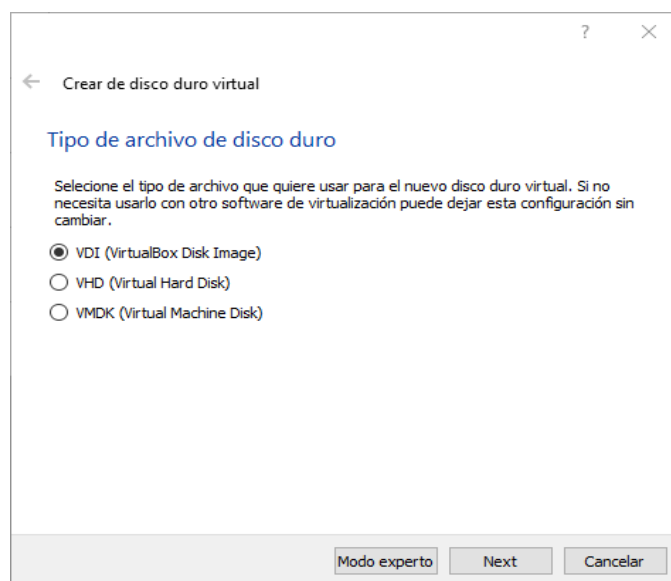 ?
Crear de disco duro virtual
Tipo de archivo de disco duro
Selecione el tipo de archivo que quiere usar para el nuevo disco duro virtual. Si no
necesita usarlo con otro software de virtualización puede dejar esta configuración sin
cambiar.
VDI (VirtualBox Disk Image)
VHD (Virtual Hard Disk)
VMDK (Virtual Machine Disk)
Modo experto Next Cancelar